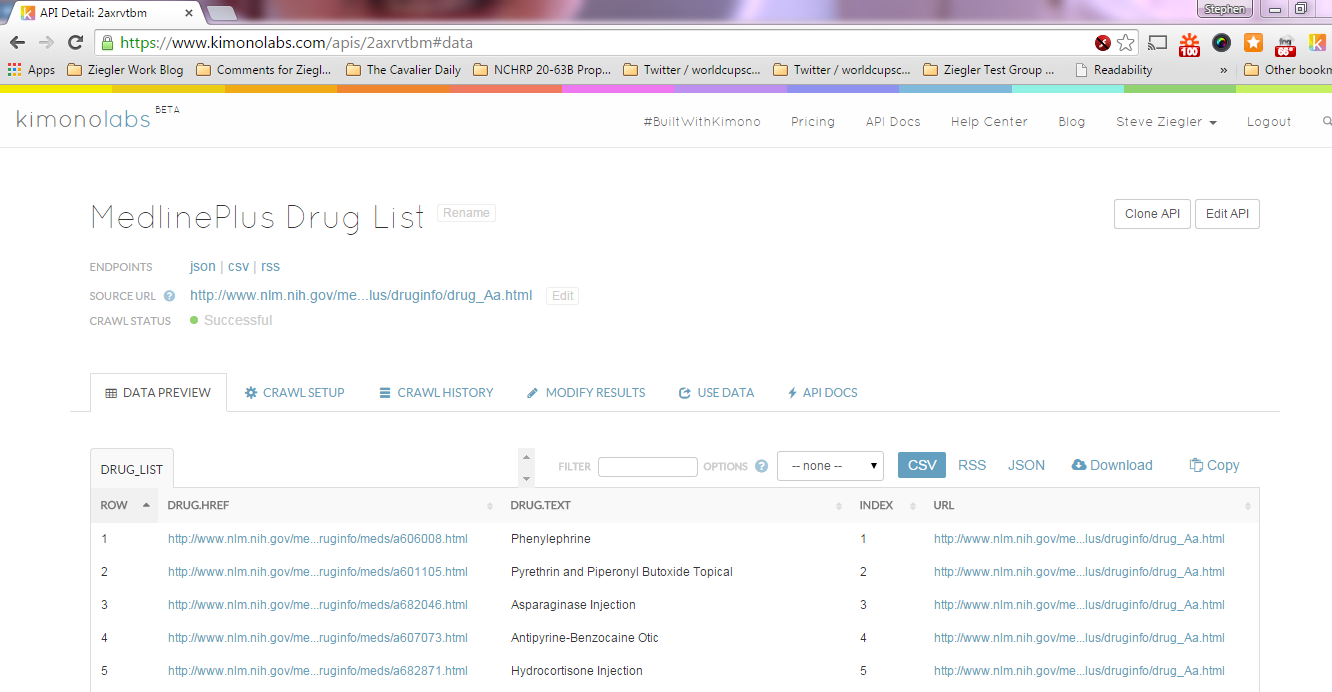 API Detail: 2axrvtbm
Stephen
https://www.kimonolabs.com/apis/2axrvtbm#data
100
66°
Apps Ziegler Work Blog Comments for Ziegl... The Cavalier Daily NCHRP 20-63B Prop... Twitter / worldcupsc... Twitter / worldcupsc... Ziegler Test Group ... Readability » Other bookm
kimonolabs BETA
#BuiltWithKimono Pricing API Docs Help Center Blog Steve Ziegler Logout
MedlinePlus Drug List Rename
Clone API Edit API
ENDPOINTS json | csv | rss
SOURCE URL ? http://www.nlm.nih.gov/me...lus/druginfo/drug_Aa.html Edit
CRAWL STATUS Successful
DATA PREVIEW CRAWL SETUP CRAWL HISTORY MODIFY RESULTS USE DATA API DOCS
DRUG_LIST FILTER OPTIONS ? -- none -- CSV RSS JSON Download Copy
ROW DRUG.HREF DRUG.TEXT INDEX URL
1 http://www.nlm.nih.gov/me...ruginfo/meds/a606008.html Phenylephrine 1 http://www.nlm.nih.gov/me...lus/druginfo/drug_Aa.html
2 http://www.nlm.nih.gov/me...ruginfo/meds/a601105.html Pyrethrin and Piperonyl Butoxide Topical 2 http://www.nlm.nih.gov/me...lus/druginfo/drug_Aa.html
3 http://www.nlm.nih.gov/me...ruginfo/meds/a682046.html Asparaginase Injection 3 http://www.nlm.nih.gov/me...lus/druginfo/drug_Aa.html
4 http://www.nlm.nih.gov/me...ruginfo/meds/a607073.html Antipyrine-Benzocaine Otic 4 http://www.nlm.nih.gov/me...lus/druginfo/drug_Aa.html
5 http://www.nlm.nih.gov/me...ruginfo/meds/a682871.html Hydrocortisone Injection 5 http://www.nlm.nih.gov/me...lus/druginfo/drug_Aa.html